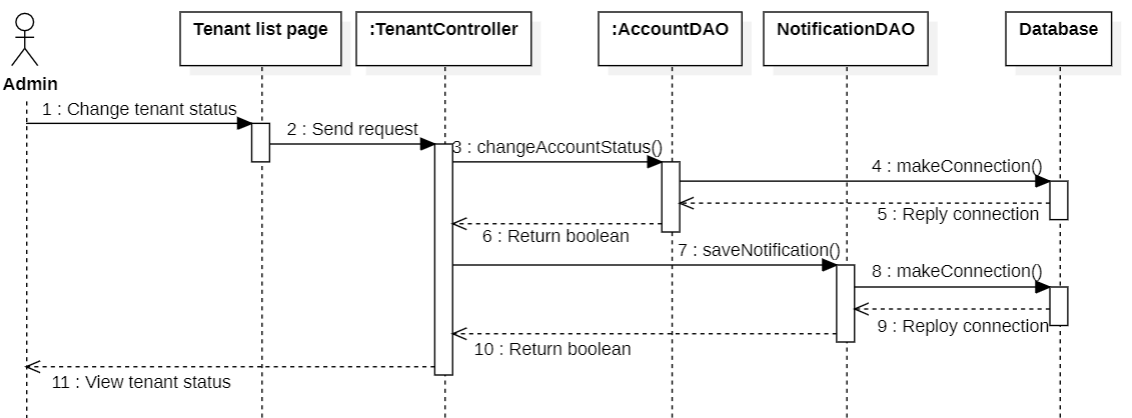 Tenant list page
:TenantController
:AccountDAO
NotificationDAO
Database
Admin
1 : Change tenant status
2 : Send request
3 : changeAccountStatus()
4 : makeConnection()
5 : Reply connection
6 : Return boolean
7 : saveNotification()
8 : makeConnection()
9 : Reploy connection
10 : Return boolean
11 : View tenant status